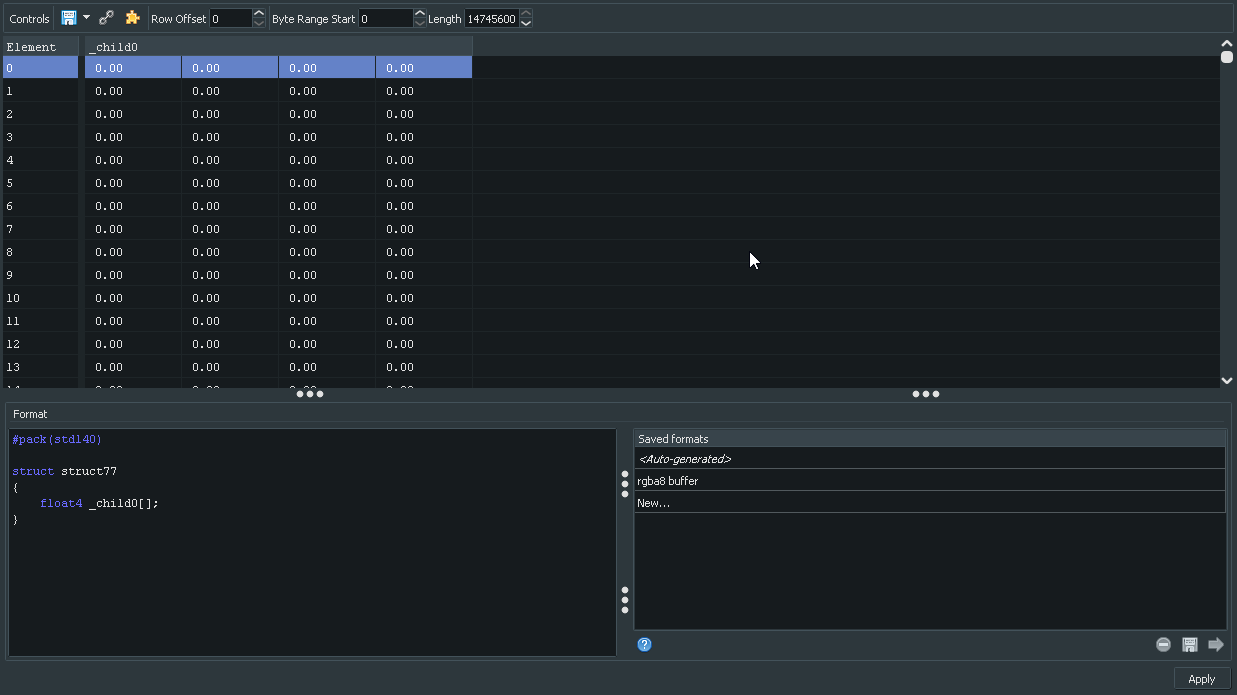 Controls Row Offset 0 Byte Range Start 0 Length 14745600
Element _child0
0 0.00 0.00 0.00 0.00
1 0.00 0.00 0.00 0.00
2 0.00 0.00 0.00 0.00
3 0.00 0.00 0.00 0.00
4 0.00 0.00 0.00 0.00
5 0.00 0.00 0.00 0.00
6 0.00 0.00 0.00 0.00
7 0.00 0.00 0.00 0.00
8 0.00 0.00 0.00 0.00
9 0.00 0.00 0.00 0.00
10 0.00 0.00 0.00 0.00
11 0.00 0.00 0.00 0.00
12 0.00 0.00 0.00 0.00
13 0.00 0.00 0.00 0.00
Format
#pack(std140)
struct struct77
{
    float4 _child0[];
}
Saved formats
<Auto-generated>
rgba8 buffer
New...
Apply